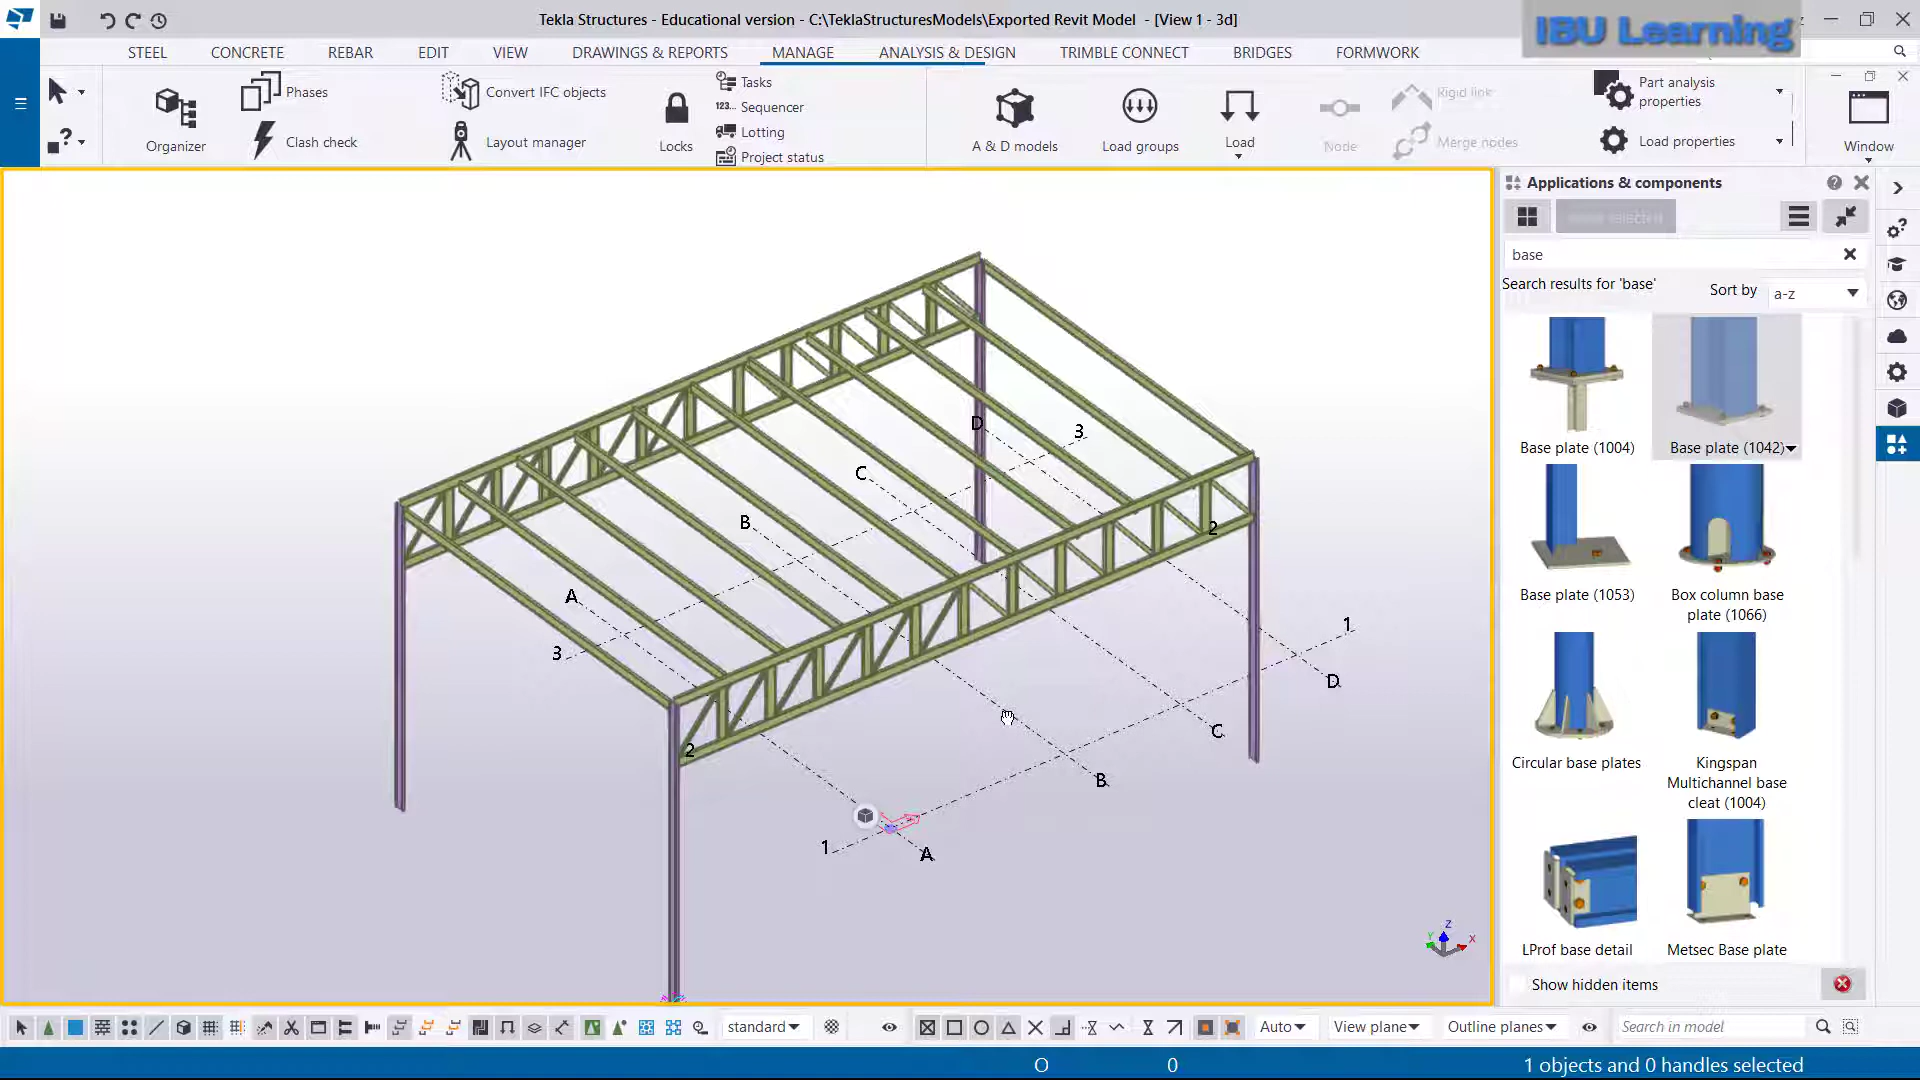 Tekla Structures - Educational version - C:\TeklaStructuresModels\Exported Revit Model - [View 1 - 3d]
IBU Learning
STEEL CONCRETE REBAR EDIT VIEW DRAWINGS & REPORTS MANAGE ANALYSIS & DESIGN TRIMBLE CONNECT BRIDGES FORMWORK
Organizer
Phases
Clash check
Convert IFC objects
Layout manager
Locks
Tasks
123... Sequencer
Lotting
Project status
A & D models
Load groups
Load
Node
Rigid link
Merge nodes
Part analysis
properties
Load properties
Window
Applications & components
base
Search results for 'base'
Sort by a-z
Base plate (1004)
Base plate (1042)
Base plate (1053)
Box column base
plate (1066)
Circular base plates
Kingspan
Multichannel base
cleat (1004)
LProf base detail
Metsec Base plate
Show hidden items
D
3
C
B
2
A
3
1
D
C
2
B
1
A
Z
Y
X
standard
Auto
View plane
Outline planes
Search in model
O
0
1 objects and 0 handles selected